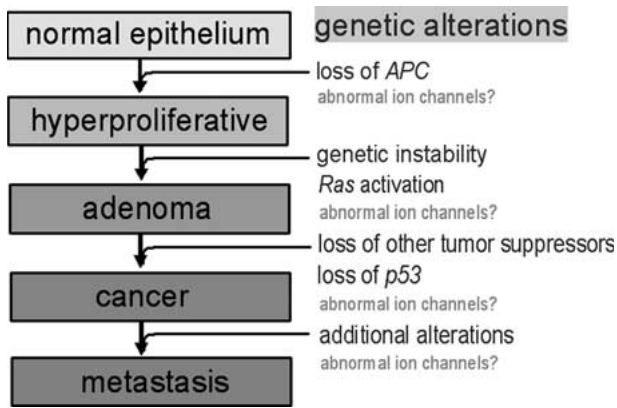 normal epithelium
genetic alterations
loss of APC
abnormal ion channels?
hyperproliferative
genetic instability
Ras activation
abnormal ion channels?
adenoma
loss of other tumor suppressors
loss of p53
abnormal ion channels?
cancer
additional alterations
abnormal ion channels?
metastasis